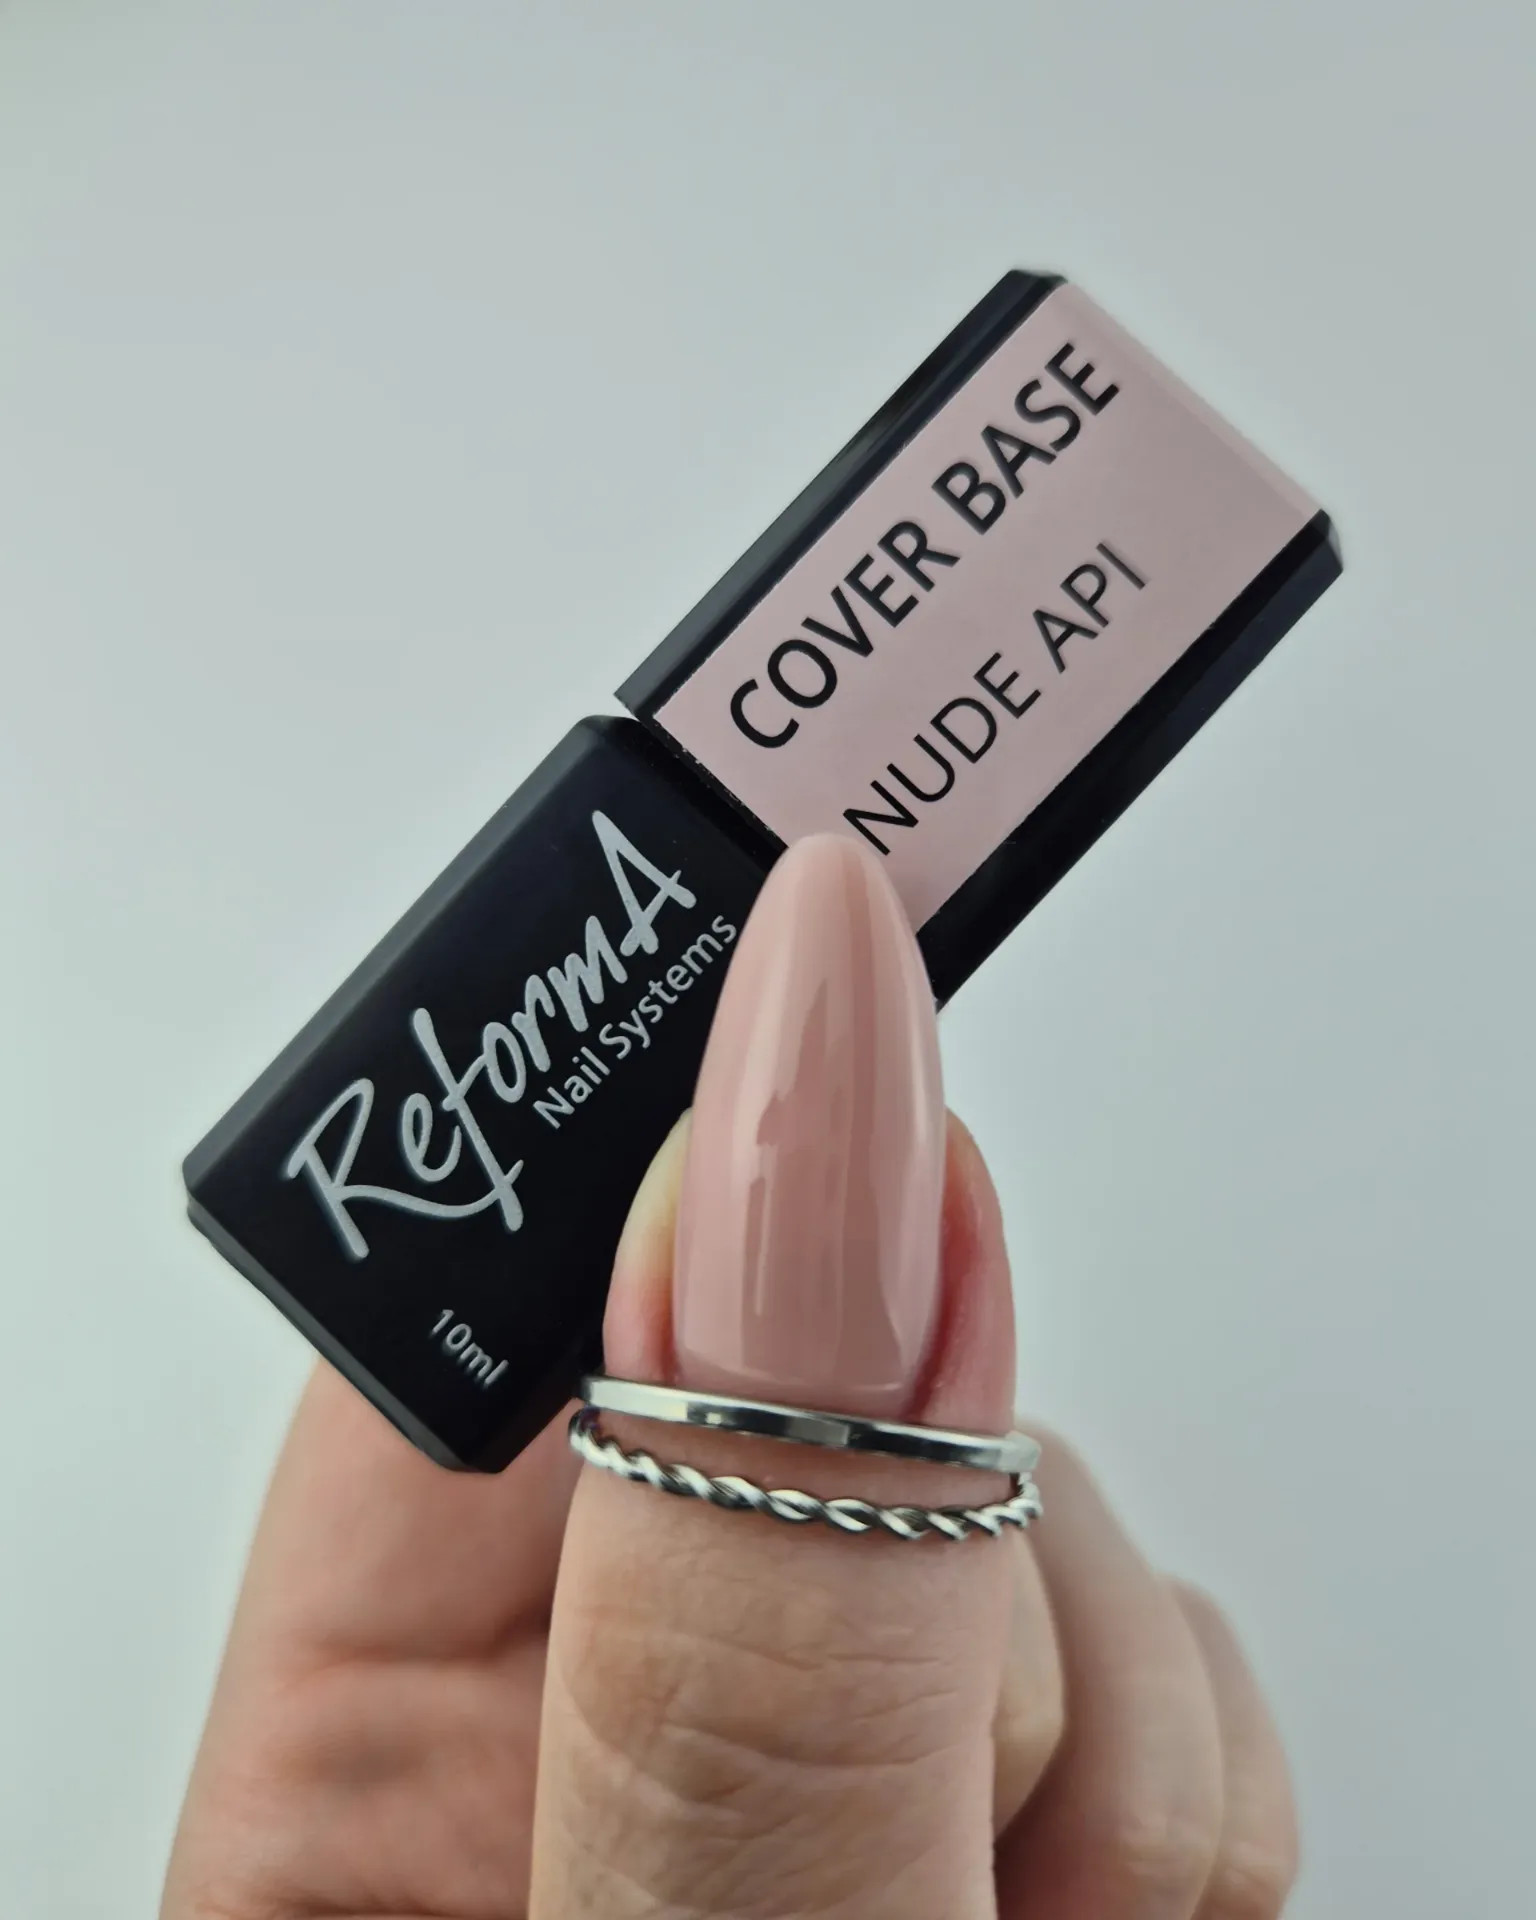 COVER BASE
NUDE API
ReformA
Nail Systems
10ml